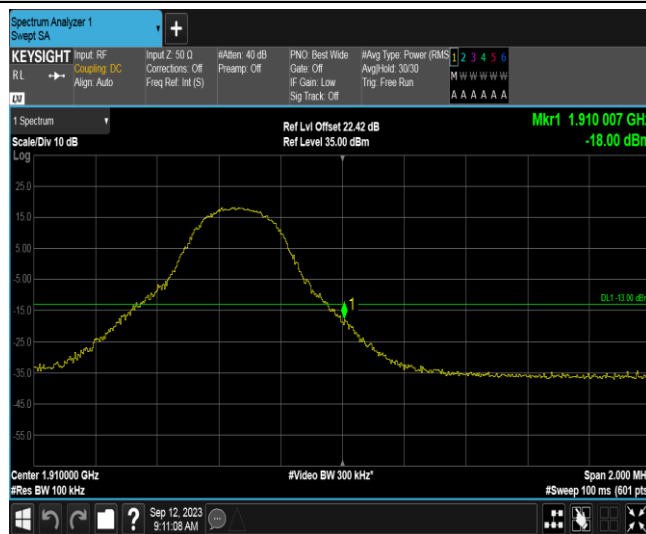 Spectrum Analyzer 1
Swept SA
+
KEYSIGHT
RL
LXI
Input: RF
Coupling: DC
Align: Auto
Input Z: 50 Ω
Corrections: Off
Freq Ref: Int (S)
#Atten: 40 dB
Preamp: Off
PNO: Best Wide
Gate: Off
IF Gain: Low
Sig Track: Off
#Avg Type: Power (RMS
Avg|Hold: 30/30
Trig: Free Run
1 2 3 4 5 6
M W W W W W
A A A A A A
1 Spectrum
Scale/Div 10 dB
Log
Ref Lvl Offset 22.42 dB
Ref Level 35.00 dBm
Mkr1 1.910 007 GHz
-18.00 dBm
25.0
15.0
5.00
-5.00
-15.0
-25.0
-35.0
-45.0
-55.0
1
DL1 -13.00 dBm
Center 1.910000 GHz
#Res BW 100 kHz
#Video BW 300 kHz*
Span 2.000 MH
#Sweep 100 ms (601 pts
?
Sep 12, 2023
9:11:08 AM